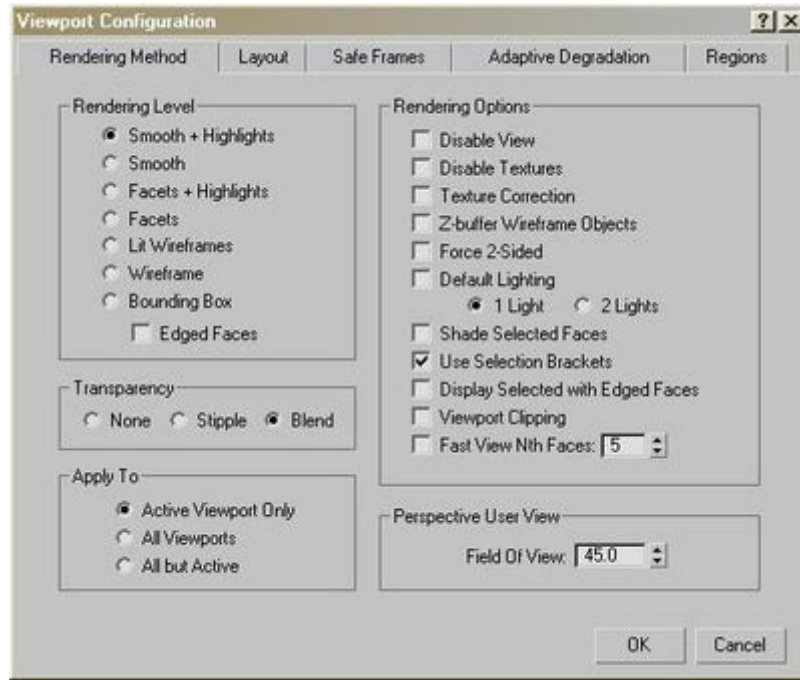 Viewport Configuration
Rendering Method Layout Safe Frames Adaptive Degradation Regions
Rendering Level
Smooth + Highlights
Smooth
Facets + Highlights
Facets
Lit Wireframes
Wireframe
Bounding Box
Edged Faces
Transparency
None Stipple Blend
Apply To
Active Viewport Only
All Viewports
All but Active
Rendering Options
Disable View
Disable Textures
Texture Correction
Z-buffer Wireframe Objects
Force 2-Sided
Default Lighting
1 Light 2 Lights
Shade Selected Faces
Use Selection Brackets
Display Selected with Edged Faces
Viewport Clipping
Fast View Nth Faces: 5
Perspective User View
Field Of View: 45.0
OK Cancel